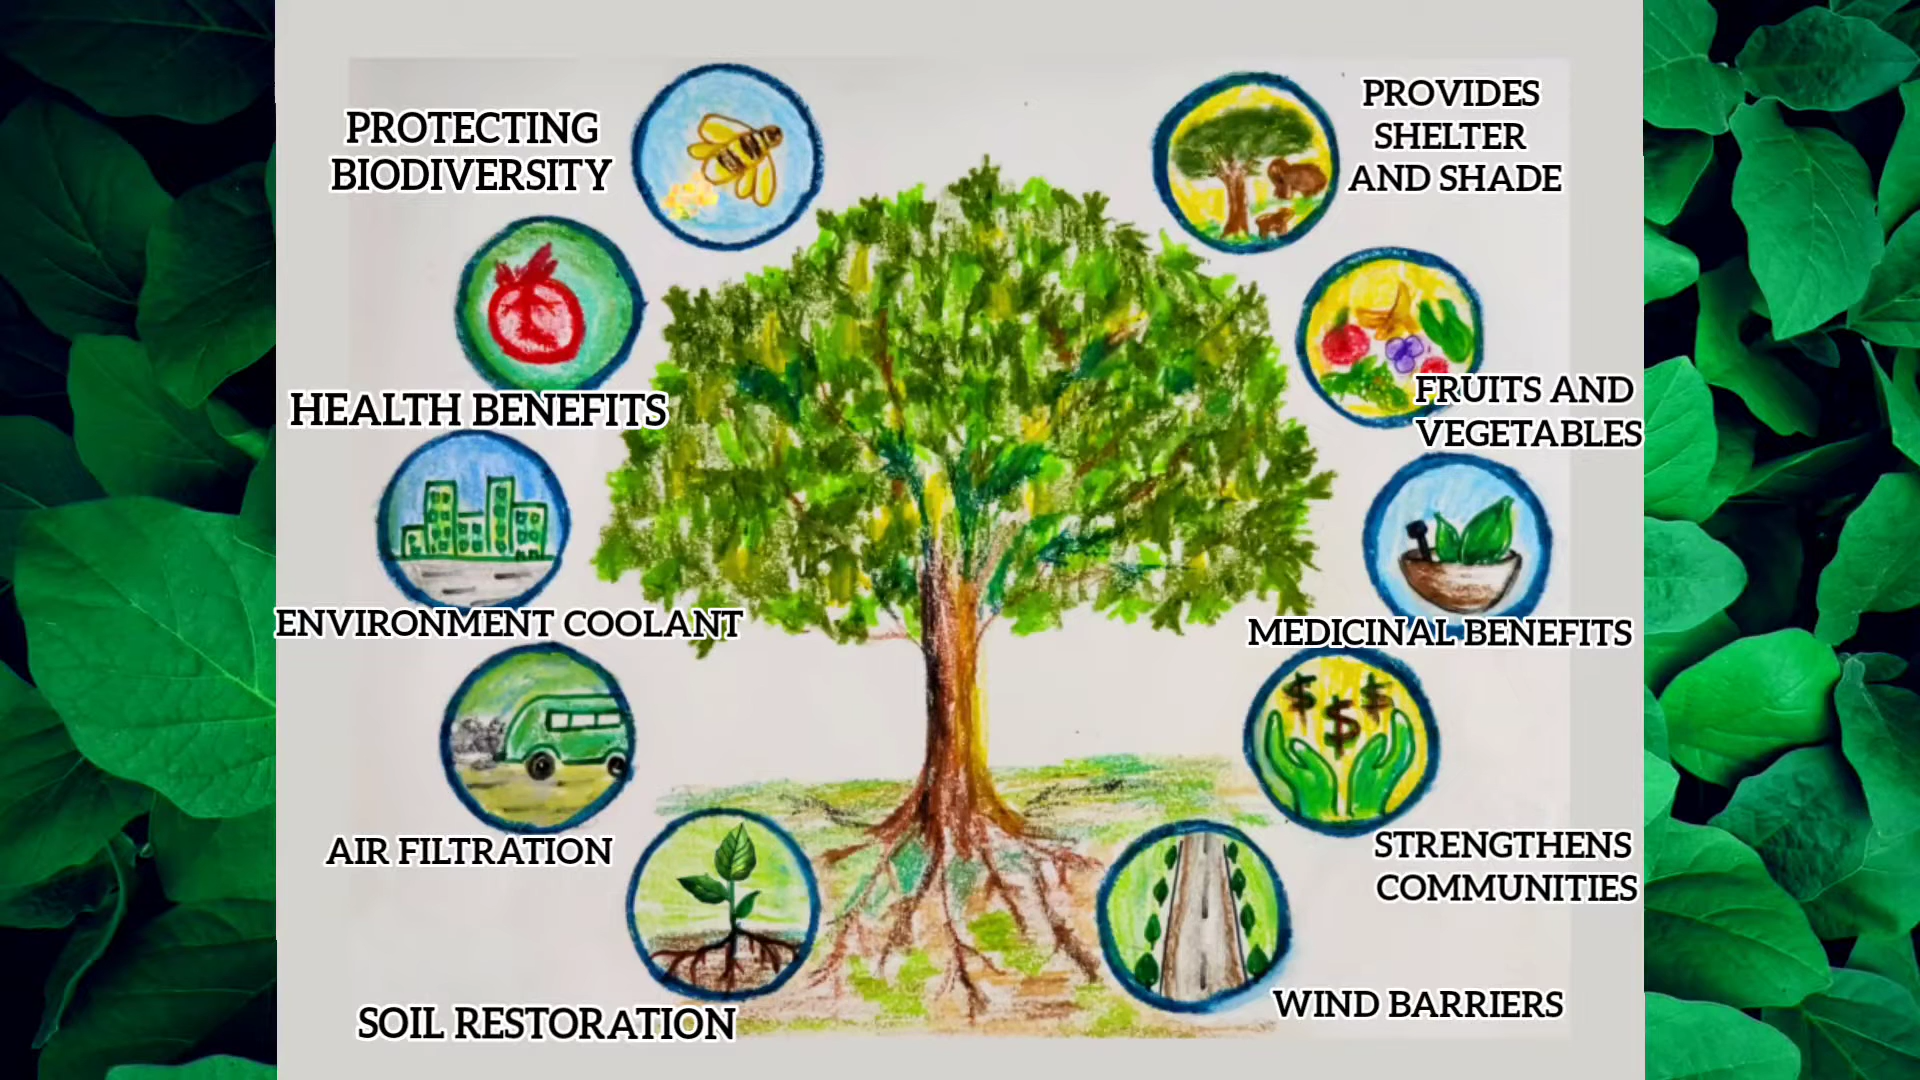 PROTECTING
BIODIVERSITY
HEALTH BENEFITS
ENVIRONMENT COOLANT
AIR FILTRATION
SOIL RESTORATION
PROVIDES
SHELTER
AND SHADE
FRUITS AND
VEGETABLES
MEDICINAL BENEFITS
$ $ $
STRENGTHENS
COMMUNITIES
WIND BARRIERS